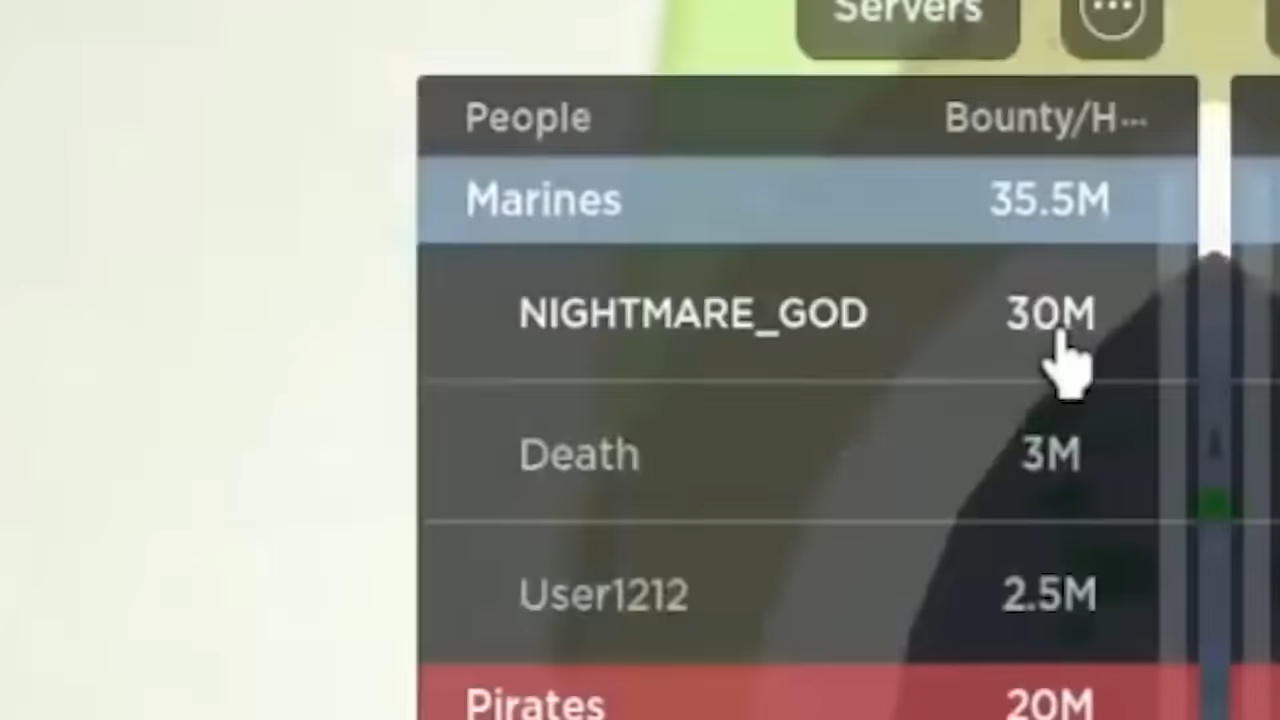 Servers
People Bounty/H...
Marines 35.5M
NIGHTMARE_GOD 30M
Death 3M
User1212 2.5M
Pirates 20M